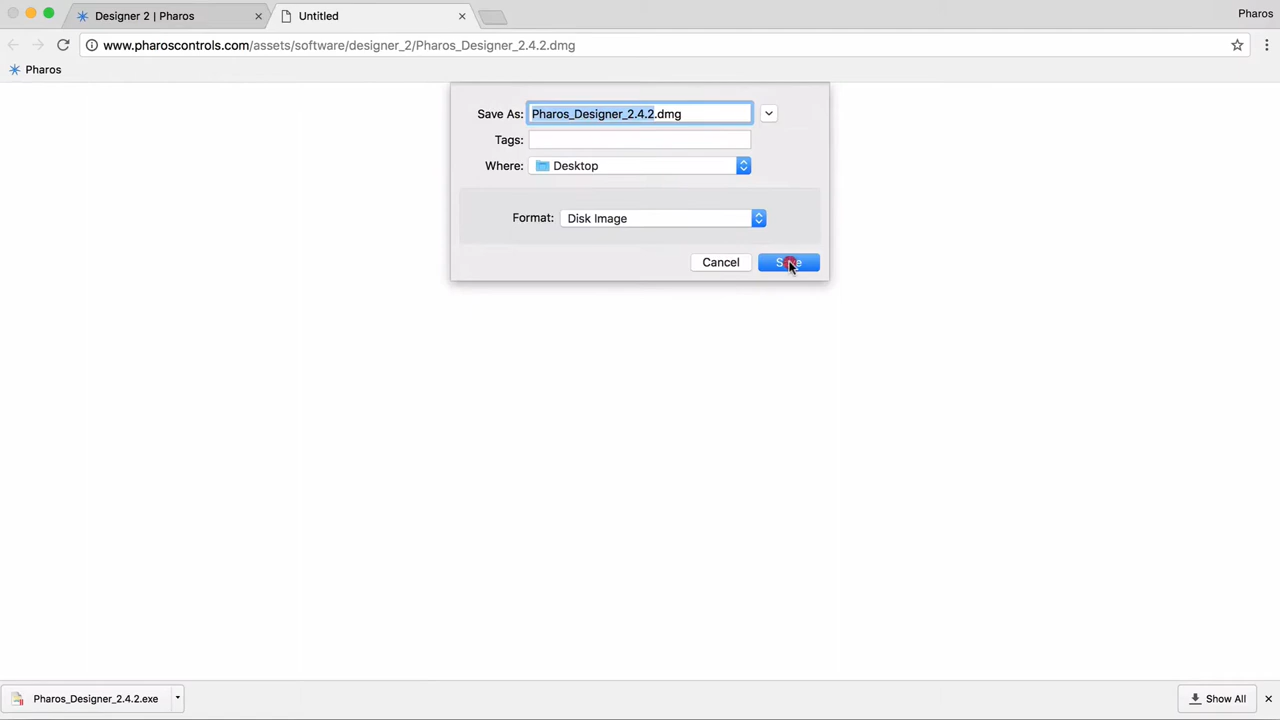 Designer 2 | Pharos
Untitled
Pharos
www.pharoscontrols.com/assets/software/designer_2/Pharos_Designer_2.4.2.dmg
Pharos
Save As: Pharos_Designer_2.4.2.dmg
Tags:
Where: Desktop
Format: Disk Image
Cancel Save
Pharos_Designer_2.4.2.exe
Show All